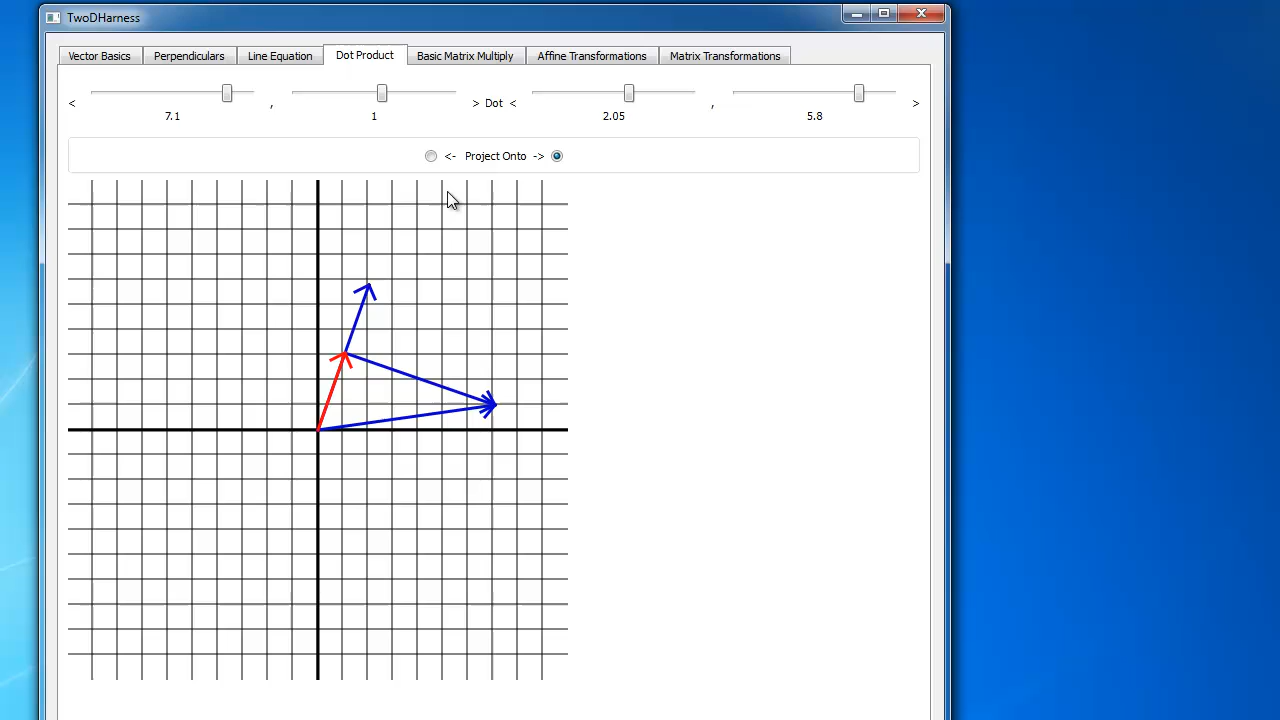 TwoDHarness
Vector Basics Perpendiculars Line Equation Dot Product Basic Matrix Multiply Affine Transformations Matrix Transformations
< , > Dot < , >
7.1 1 2.05 5.8
<- Project Onto ->